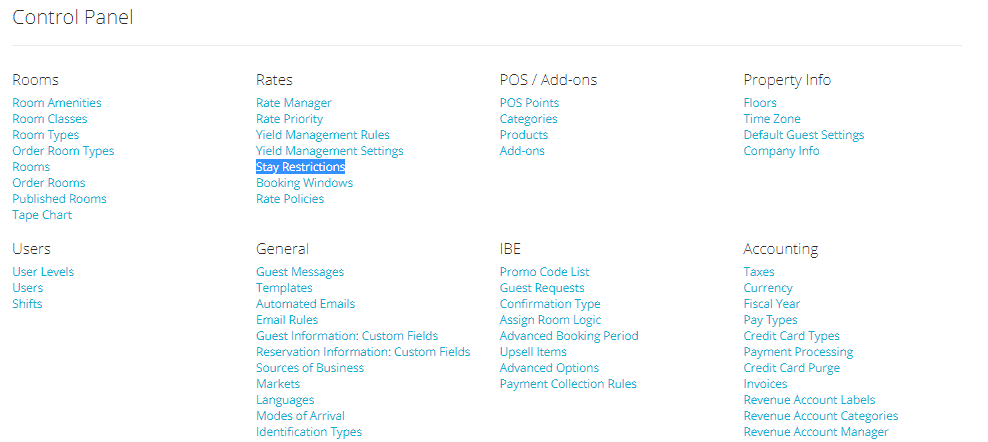 Control Panel
Rooms
Room Amenities
Room Classes
Room Types
Order Room Types
Rooms
Order Rooms
Published Rooms
Tape Chart
Rates
Rate Manager
Rate Priority
Yield Management Rules
Yield Management Settings
Stay Restrictions
Booking Windows
Rate Policies
POS / Add-ons
POS Points
Categories
Products
Add-ons
Property Info
Floors
Time Zone
Default Guest Settings
Company Info
Users
User Levels
Users
Shifts
General
Guest Messages
Templates
Automated Emails
Email Rules
Guest Information: Custom Fields
Reservation Information: Custom Fields
Sources of Business
Markets
Languages
Modes of Arrival
Identification Types
IBE
Promo Code List
Guest Requests
Confirmation Type
Assign Room Logic
Advanced Booking Period
Upsell Items
Advanced Options
Payment Collection Rules
Accounting
Taxes
Currency
Fiscal Year
Pay Types
Credit Card Types
Payment Processing
Credit Card Purge
Invoices
Revenue Account Labels
Revenue Account Categories
Revenue Account Manager